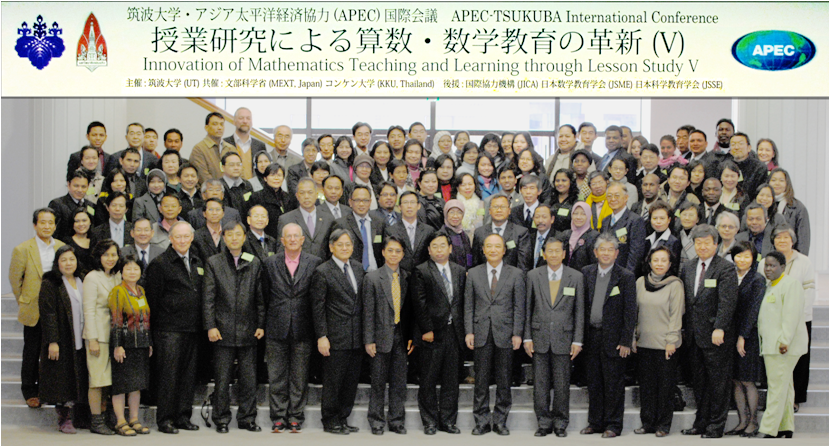 筑波大学・アジア太平洋経済協力 (APEC) 国際会議 APEC-TSUKUBA International Conference
授業研究による算数・数学教育の革新 (V)
Innovation of Mathematics Teaching and Learning through Lesson Study V
主催 : 筑波大学 (UT) 共催 : 文部科学省 (MEXT, Japan) コンケン大学 (KKU, Thailand) 後援 : 国際協力機構 (JICA) 日本数学教育学会 (JSME) 日本科学教育学会 (JSSE)
APEC